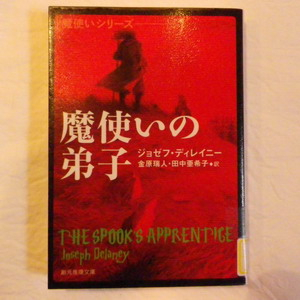 魔使いシリーズ
魔使いの
弟子
ジョゼフ・ディレイニー
金原瑞人・田中亜希子◆訳
THE SPOOK'S APPRENTICE
Joseph Delaney
創元推理文庫